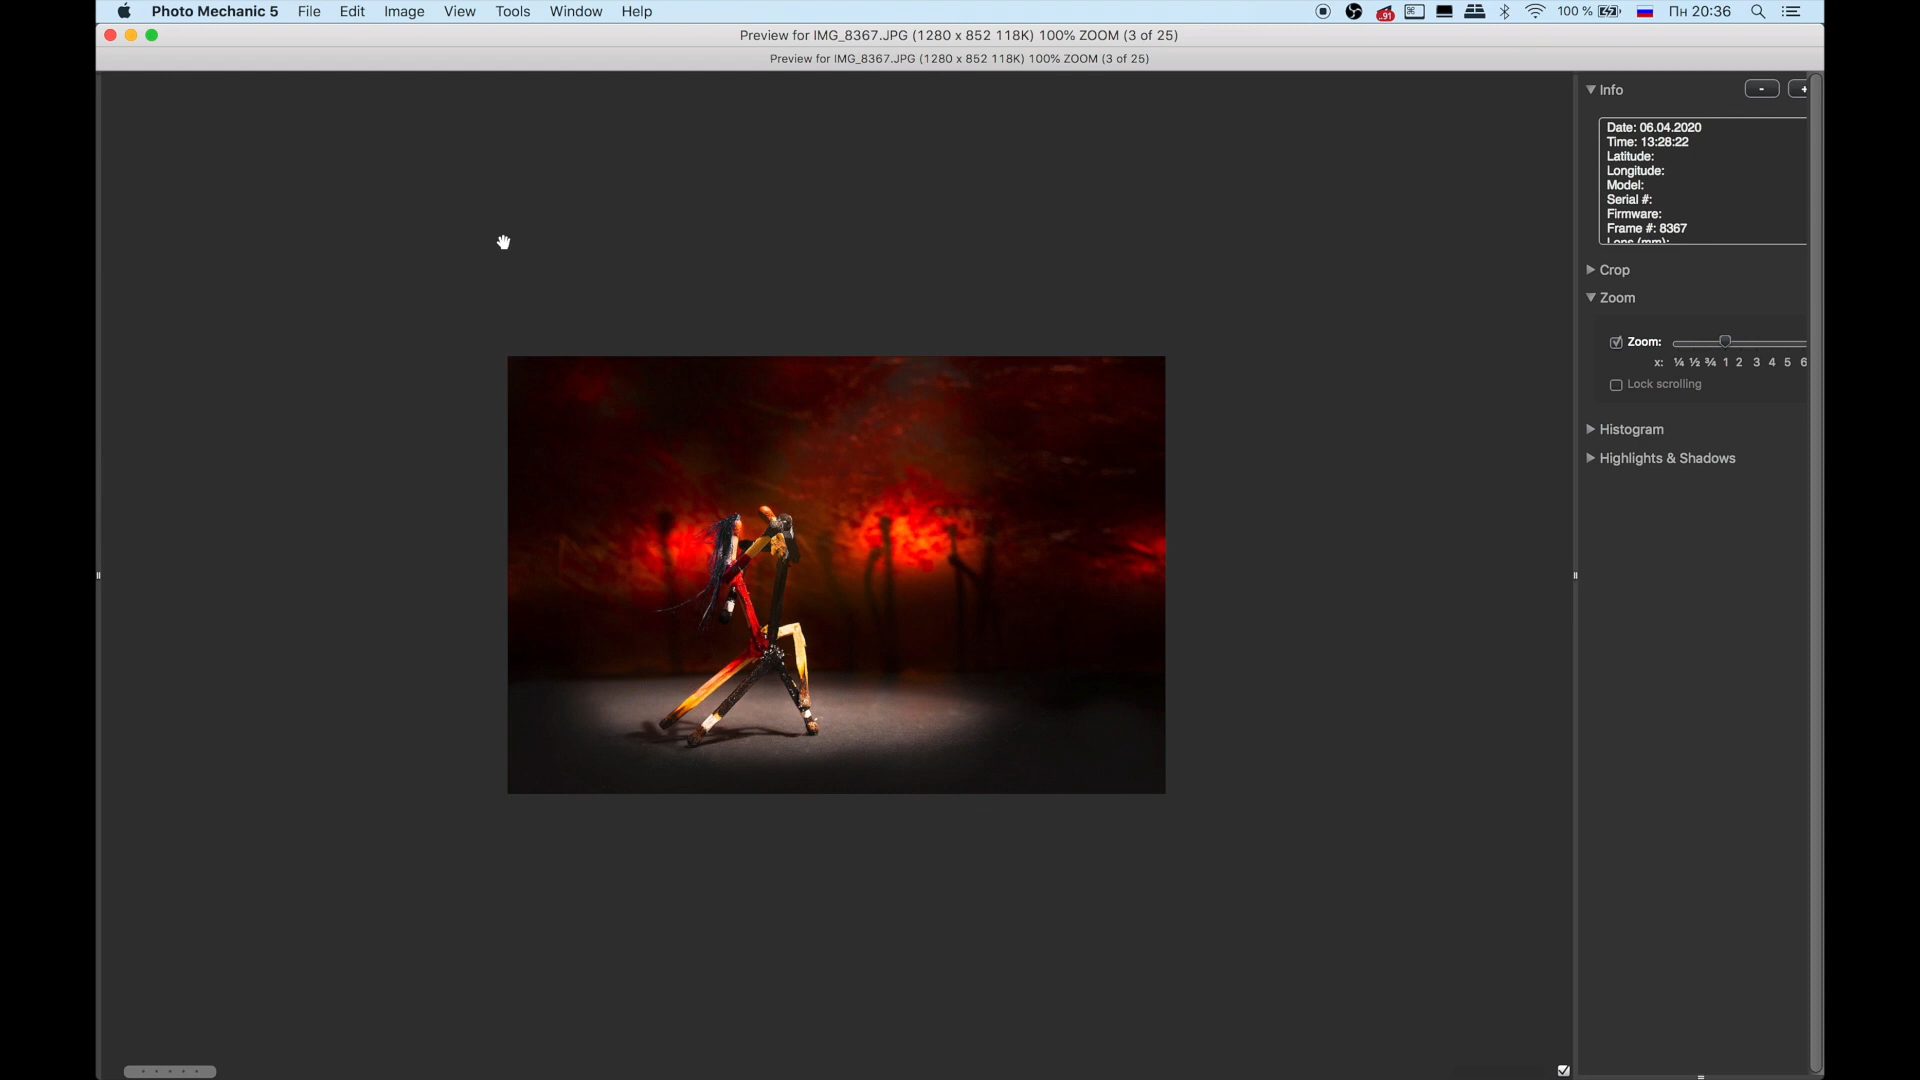 Photo Mechanic 5 File Edit Image View Tools Window Help 91 100 % Пн 20:36
Preview for IMG_8367.JPG (1280 x 852 118K) 100% ZOOM (3 of 25)
Preview for IMG_8367.JPG (1280 x 852 118K) 100% ZOOM (3 of 25)
Info - +
Date: 06.04.2020
Time: 13:28:22
Latitude:
Longitude:
Model:
Serial #:
Firmware:
Frame #: 8367
Lens (mm):
Crop
Zoom
Zoom:
x: ¼ ½ ¾ 1 2 3 4 5 6
Lock scrolling
Histogram
Highlights & Shadows